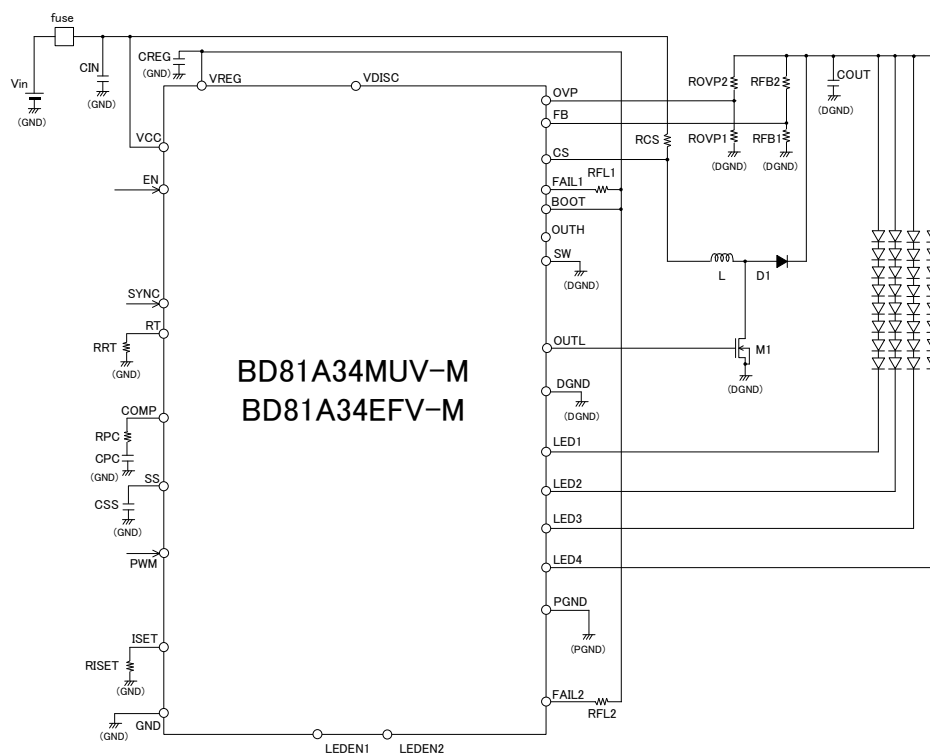 fuse
CREG
(GND)
VREG
VDISC
CIN
(GND)
Vin
(GND)
OVP
FB
ROVP2
RFB2
COUT
(DGND)
VCC
RCS
ROVP1
RFB1
(DGND)
(DGND)
CS
EN
FAIL1
RFL1
BOOT
OUTH
SW
(DGND)
L
D1
SYNC
RT
RRT
(GND)
OUTL
M1
(DGND)
BD81A34MUV-M
BD81A34EFV-M
DGND
(DGND)
COMP
RPC
CPC
(GND)
LED1
SS
CSS
(GND)
LED2
LED3
PWM
LED4
PGND
(PGND)
ISET
RISET
(GND)
FAIL2
RFL2
GND
(GND)
LEDEN1
LEDEN2